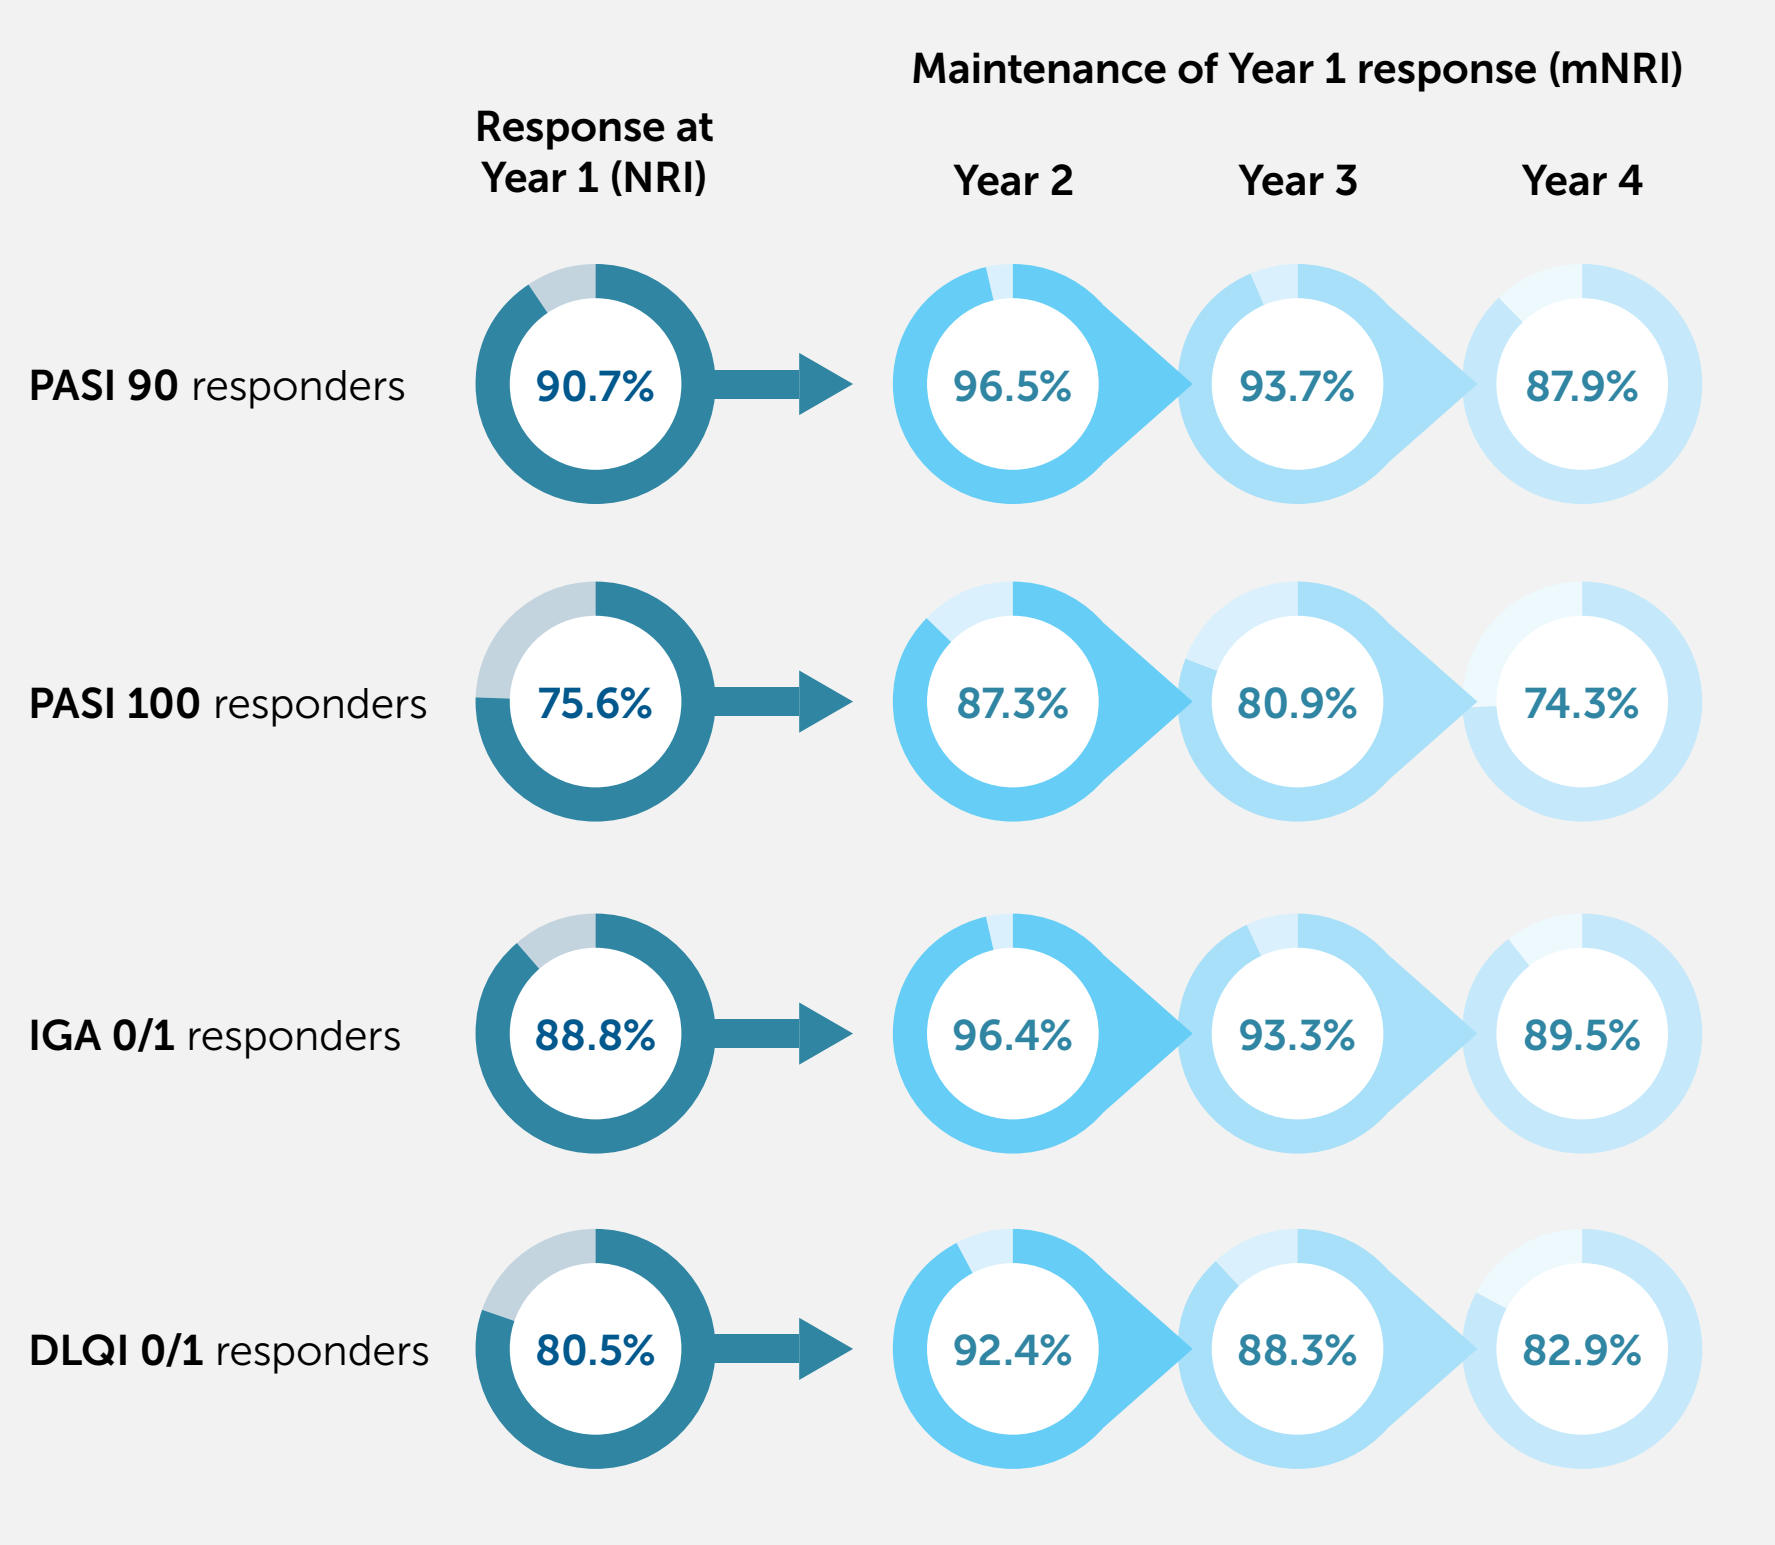 Maintenance of Year 1 response (mNRI)
Response at
Year 1 (NRI)
Year 2
Year 3
Year 4
PASI 90 responders
90.7%
96.5%
93.7%
87.9%
PASI 100 responders
75.6%
87.3%
80.9%
74.3%
IGA 0/1 responders
88.8%
96.4%
93.3%
89.5%
DLQI 0/1 responders
80.5%
92.4%
88.3%
82.9%